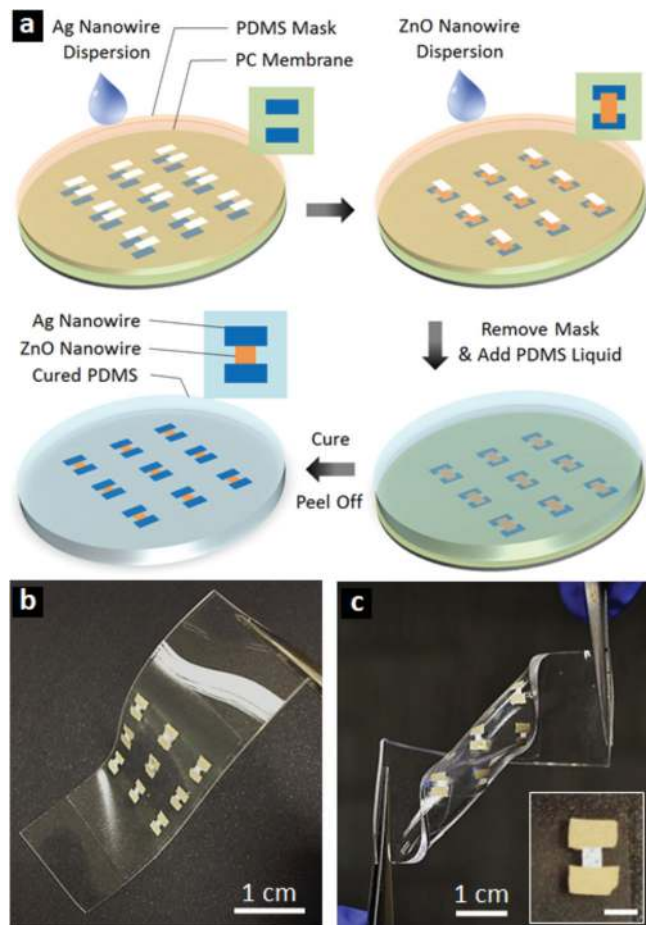 a
Ag Nanowire
Dispersion
PDMS Mask
PC Membrane
ZnO Nanowire
Dispersion
Remove Mask
& Add PDMS Liquid
Ag Nanowire
ZnO Nanowire
Cured PDMS
Cure
Peel Off
b
1 cm
c
1 cm